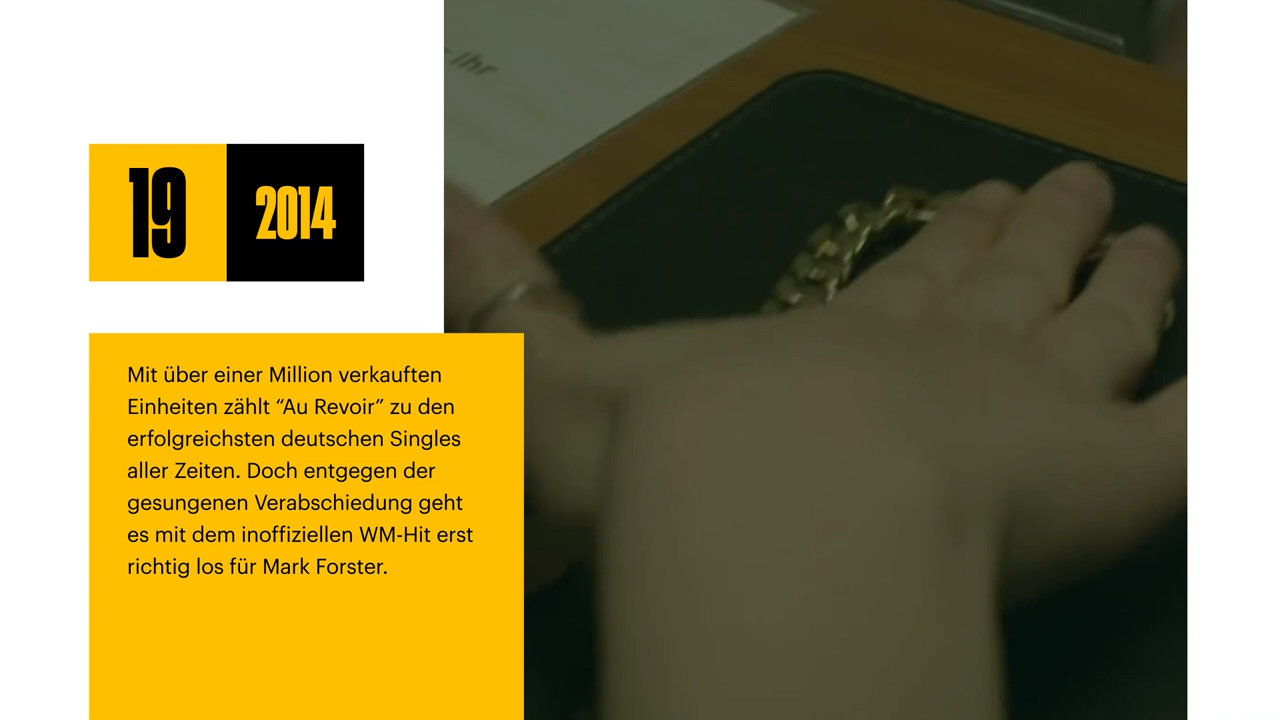 s Ihr
19
2014
Mit über einer Million verkauften
Einheiten zählt “Au Revoir” zu den
erfolgreichsten deutschen Singles
aller Zeiten. Doch entgegen der
gesungenen Verabschiedung geht
es mit dem inoffiziellen WM-Hit erst
richtig los für Mark Forster.